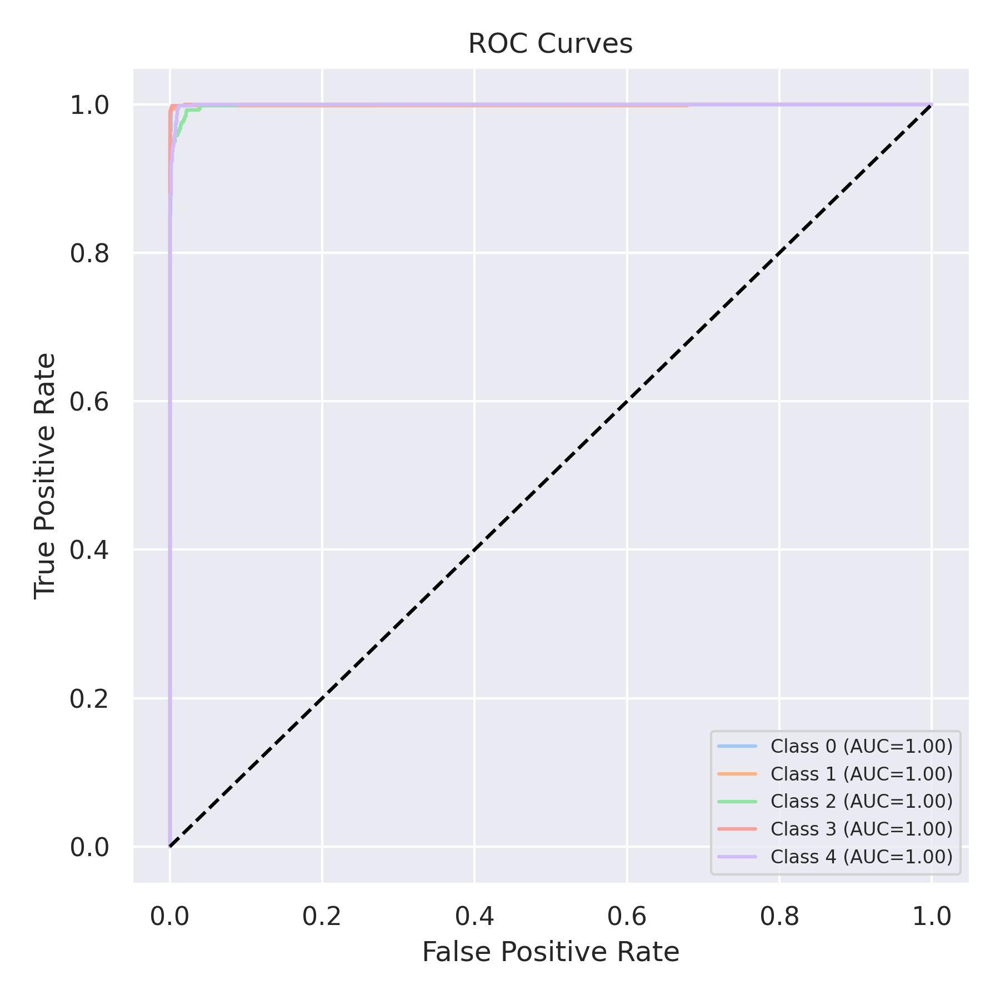 ROC Curves
1.0
0.8
0.6
0.4
0.2
0.0
True Positive Rate
Class 0 (AUC=1.00)
Class 1 (AUC=1.00)
Class 2 (AUC=1.00)
Class 3 (AUC=1.00)
Class 4 (AUC=1.00)
0.0 0.2 0.4 0.6 0.8 1.0
False Positive Rate